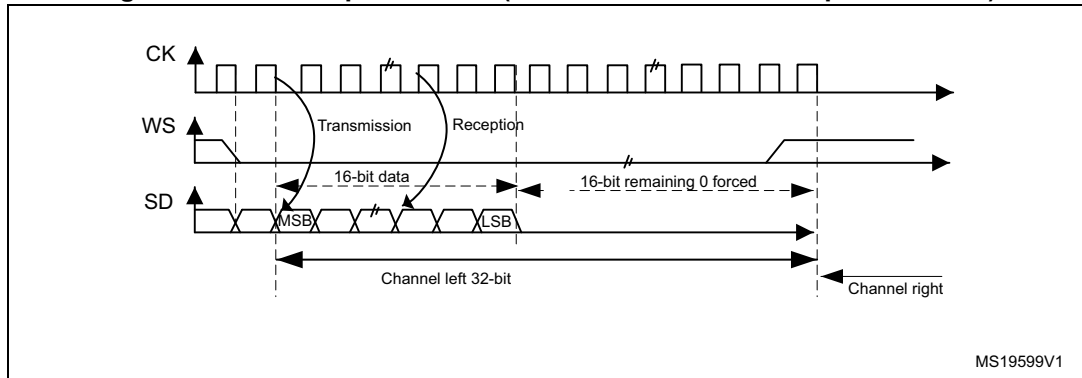 CK
Transmission
Reception
WS
16-bit data
16-bit remaining 0 forced
SD
MSB
LSB
Channel left 32-bit
Channel right
MS19599V1